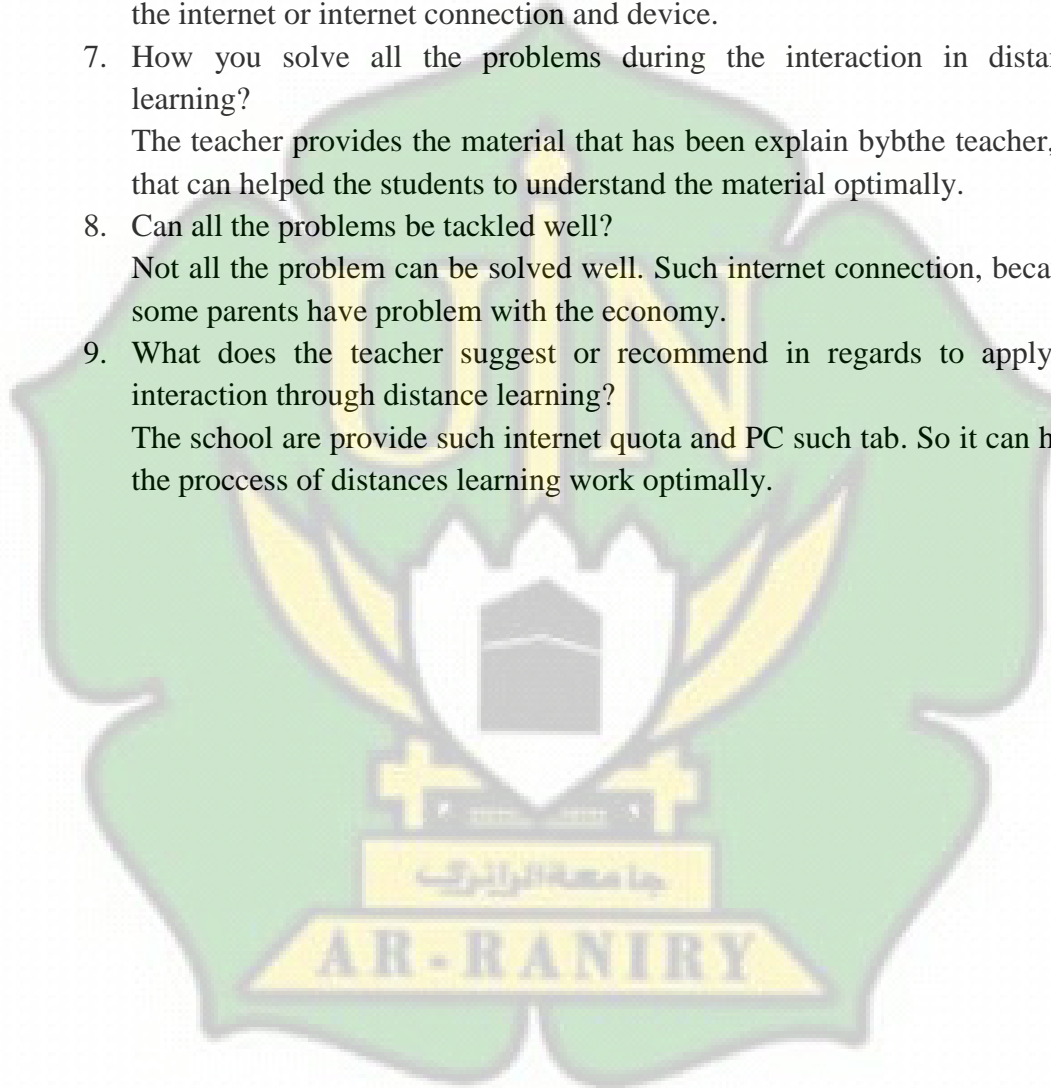 the internet or internet connection and device.
7. How you solve all the problems during the interaction in distan
learning?
The teacher provides the material that has been explain bybthe teacher,
that can helped the students to understand the material optimally.
8. Can all the problems be tackled well?
Not all the problem can be solved well. Such internet connection, beca
some parents have problem with the economy.
9. What does the teacher suggest or recommend in regards to apply
interaction through distance learning?
The school are provide such internet quota and PC such tab. So it can h
the proccess of distances learning work optimally.
UIN
جامعة الرانري
AR-RANIRY